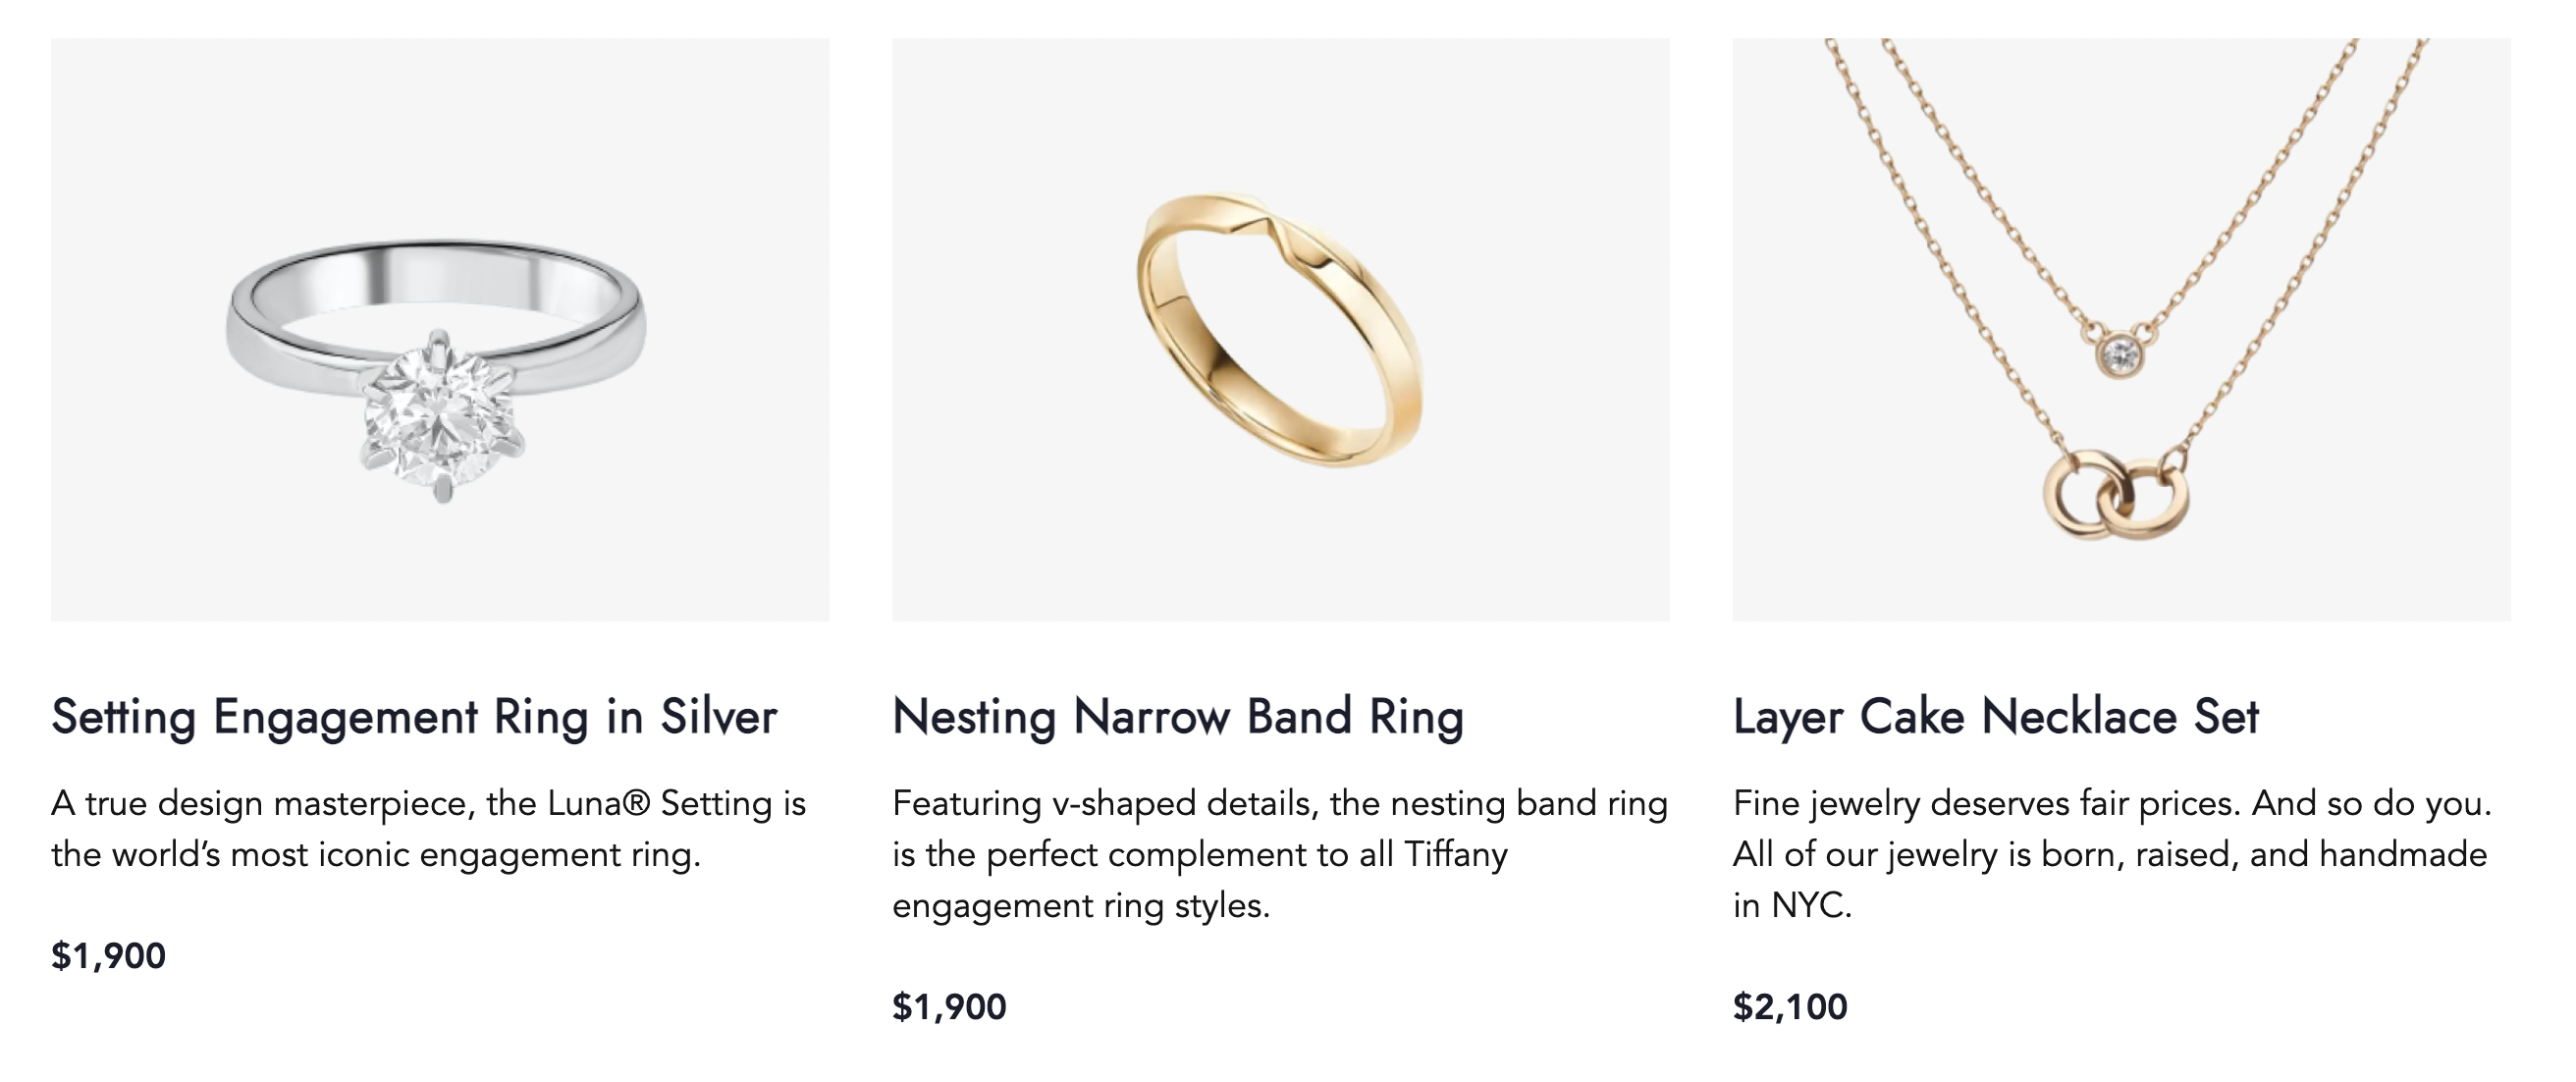 Setting Engagement Ring in Silver
A true design masterpiece, the Luna® Setting is
the world’s most iconic engagement ring.
$1,900
Nesting Narrow Band Ring
Featuring v-shaped details, the nesting band ring
is the perfect complement to all Tiffany
engagement ring styles.
$1,900
Layer Cake Necklace Set
Fine jewelry deserves fair prices. And so do you.
All of our jewelry is born, raised, and handmade
in NYC.
$2,100